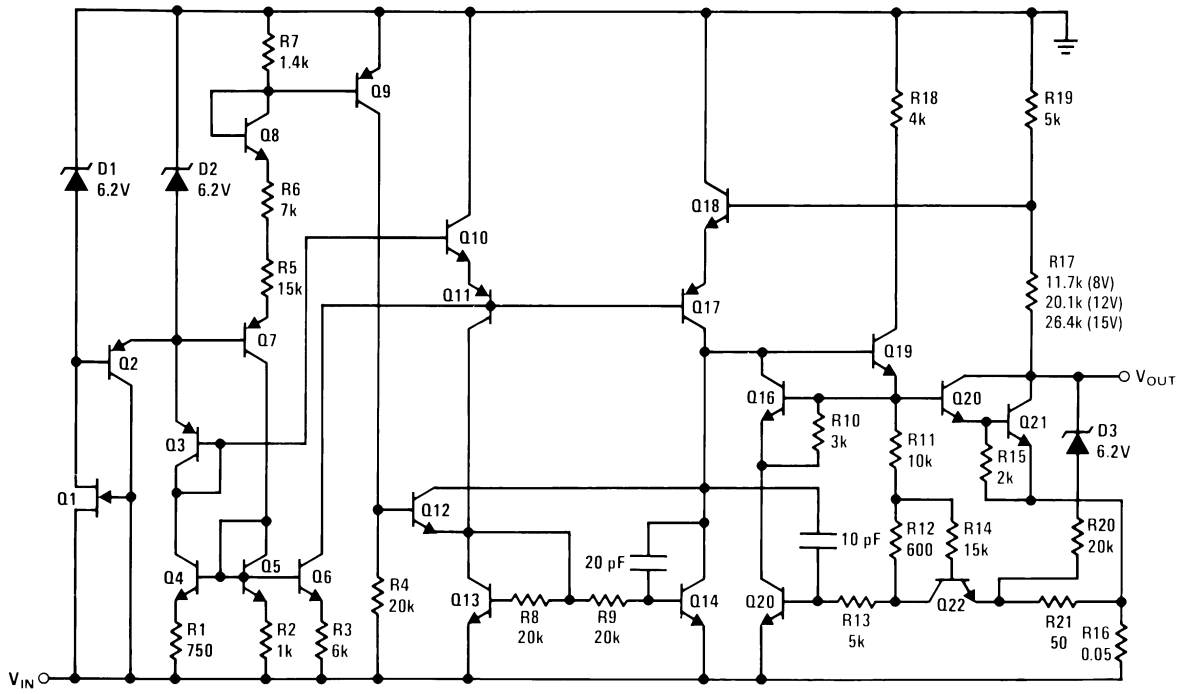 R7
1.4k
Q9
Q8
R18
4k
R19
5k
D1
6.2V
D2
6.2V
R6
7k
Q18
Q10
R5
15k
Q11
Q17
R17
11.7k (8V)
20.1k (12V)
26.4k (15V)
Q2
Q7
Q19
VOUT
Q16
R10
3k
Q20
Q21
D3
6.2V
Q3
R11
10k
R15
2k
Q1
Q12
10 pF
R12
600
R14
15k
R20
20k
20 pF
Q4
Q5
Q6
R4
20k
Q13
R8
20k
R9
20k
Q14
Q20
R13
5k
Q22
R21
50
R16
0.05
R1
750
R2
1k
R3
6k
VIN